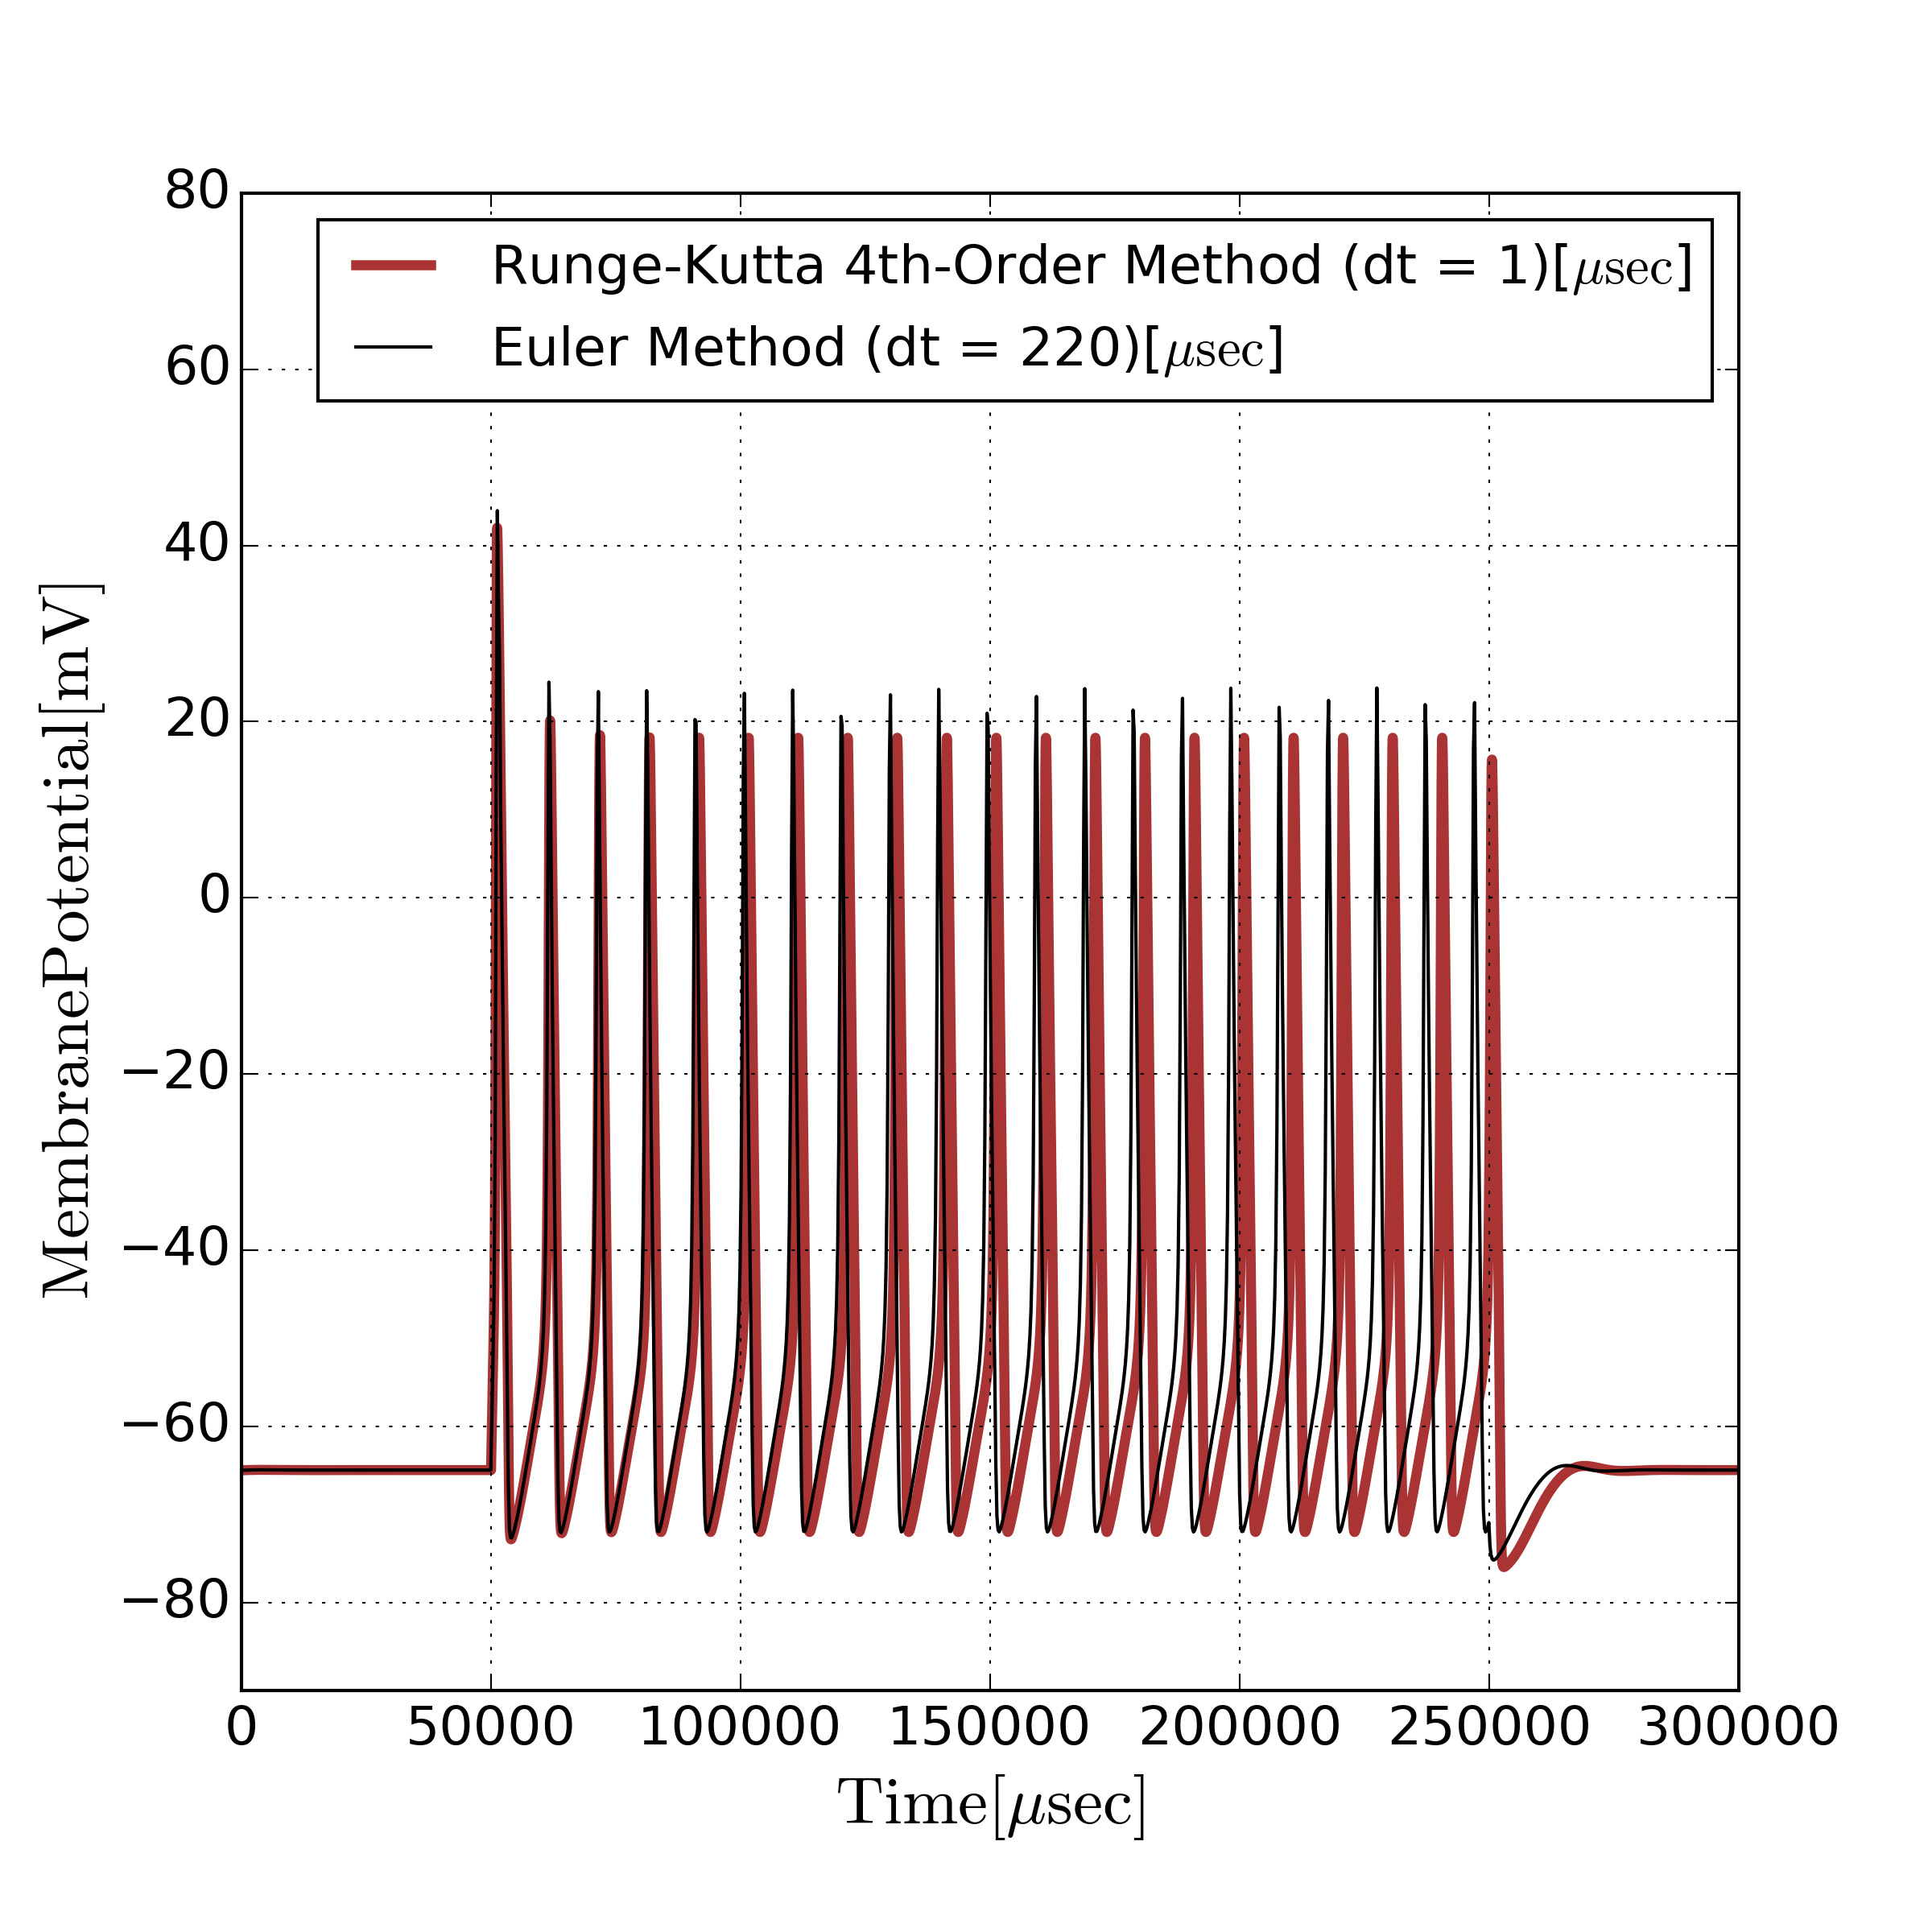 80
Runge-Kutta 4th-Order Method (dt = 1)[μsec]
Euler Method (dt = 220)[μsec]
60
40
20
0
−20
−40
−60
−80
MembranePotential[mV]
0 50000 100000 150000 200000 250000 300000
Time[μsec]